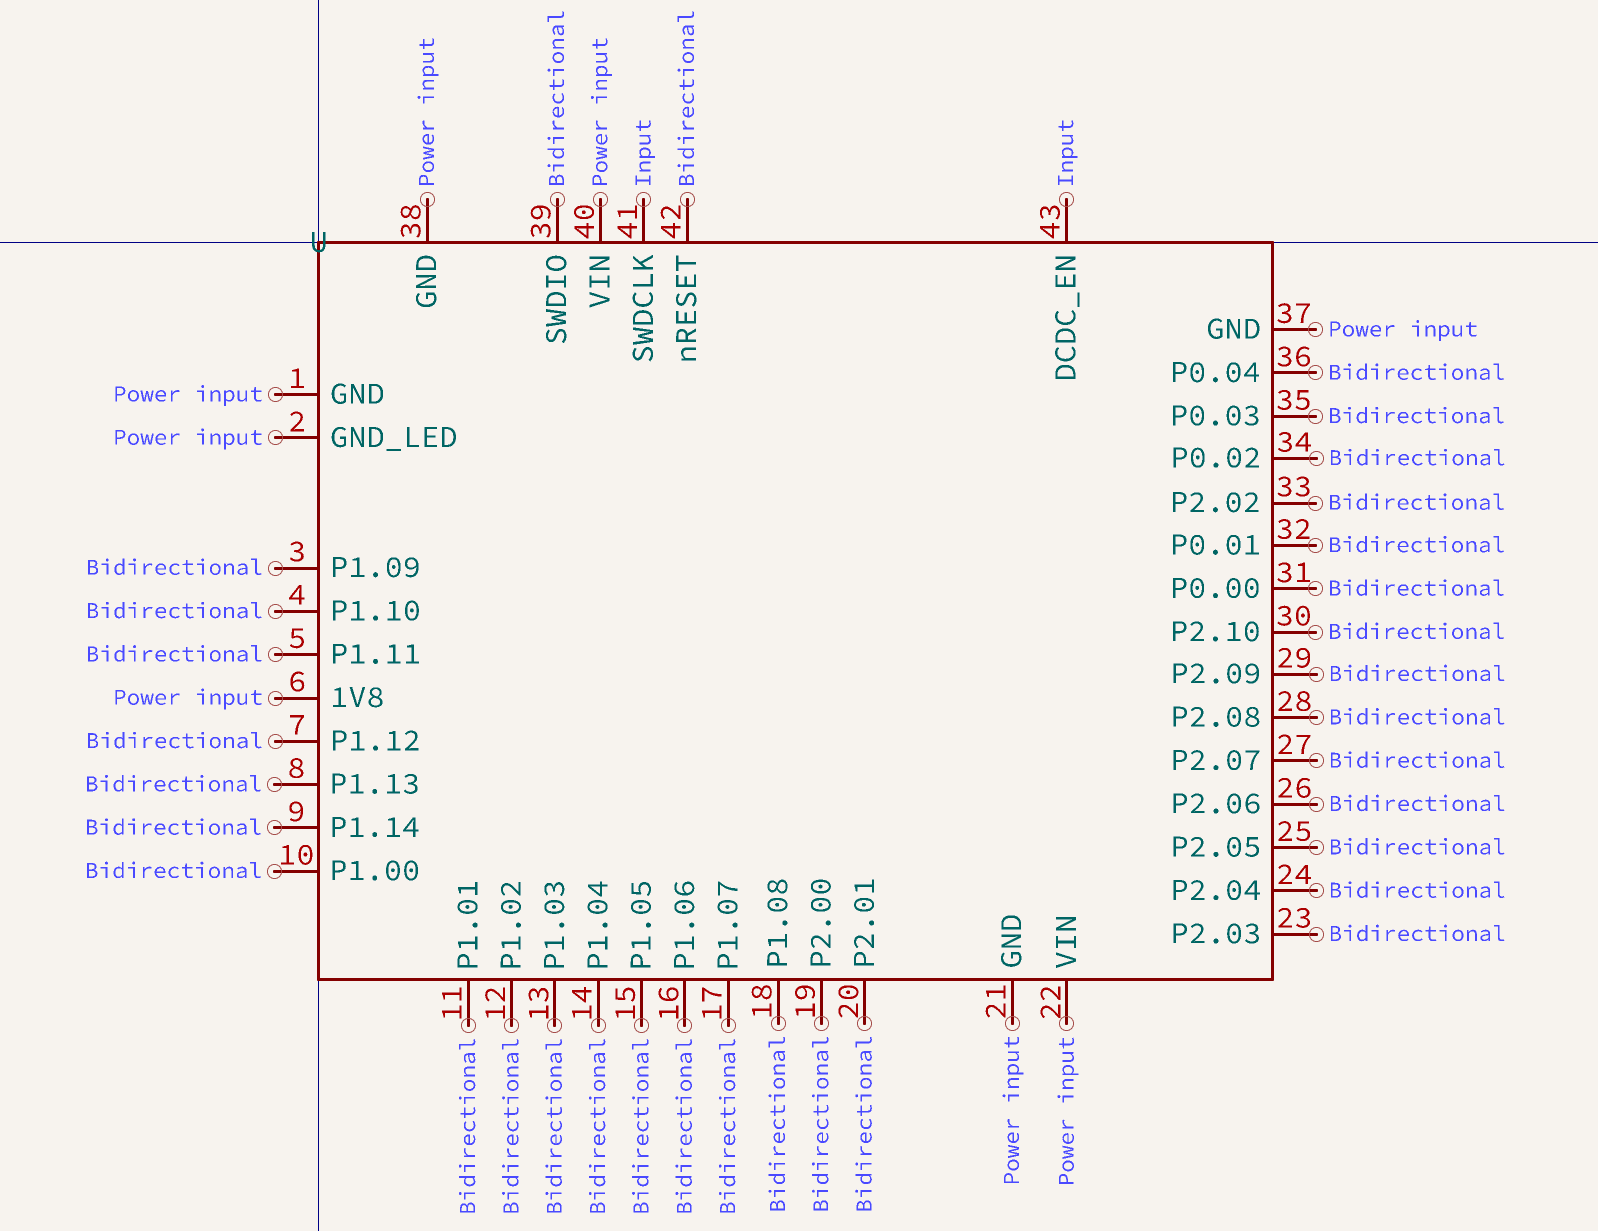 Power input
Bidirectional
Power input
Input
Bidirectional
Input
38
39
40
41
42
43
U
GND
SWDIO
VIN
SWDCLK
nRESET
DCDC_EN
GND 37 Power input
P0.04 36 Bidirectional
P0.03 35 Bidirectional
P0.02 34 Bidirectional
P2.02 33 Bidirectional
P0.01 32 Bidirectional
P0.00 31 Bidirectional
P2.10 30 Bidirectional
P2.09 29 Bidirectional
P2.08 28 Bidirectional
P2.07 27 Bidirectional
P2.06 26 Bidirectional
P2.05 25 Bidirectional
P2.04 24 Bidirectional
P2.03 23 Bidirectional
Power input 1 GND
Power input 2 GND_LED
Bidirectional 3 P1.09
Bidirectional 4 P1.10
Bidirectional 5 P1.11
Power input 6 1V8
Bidirectional 7 P1.12
Bidirectional 8 P1.13
Bidirectional 9 P1.14
Bidirectional 10 P1.00
P1.01
P1.02
P1.03
P1.04
P1.05
P1.06
P1.07
P1.08
P2.00
P2.01
GND
VIN
11
12
13
14
15
16
17
18
19
20
21
22
Bidirectional
Bidirectional
Bidirectional
Bidirectional
Bidirectional
Bidirectional
Bidirectional
Bidirectional
Bidirectional
Bidirectional
Power input
Power input